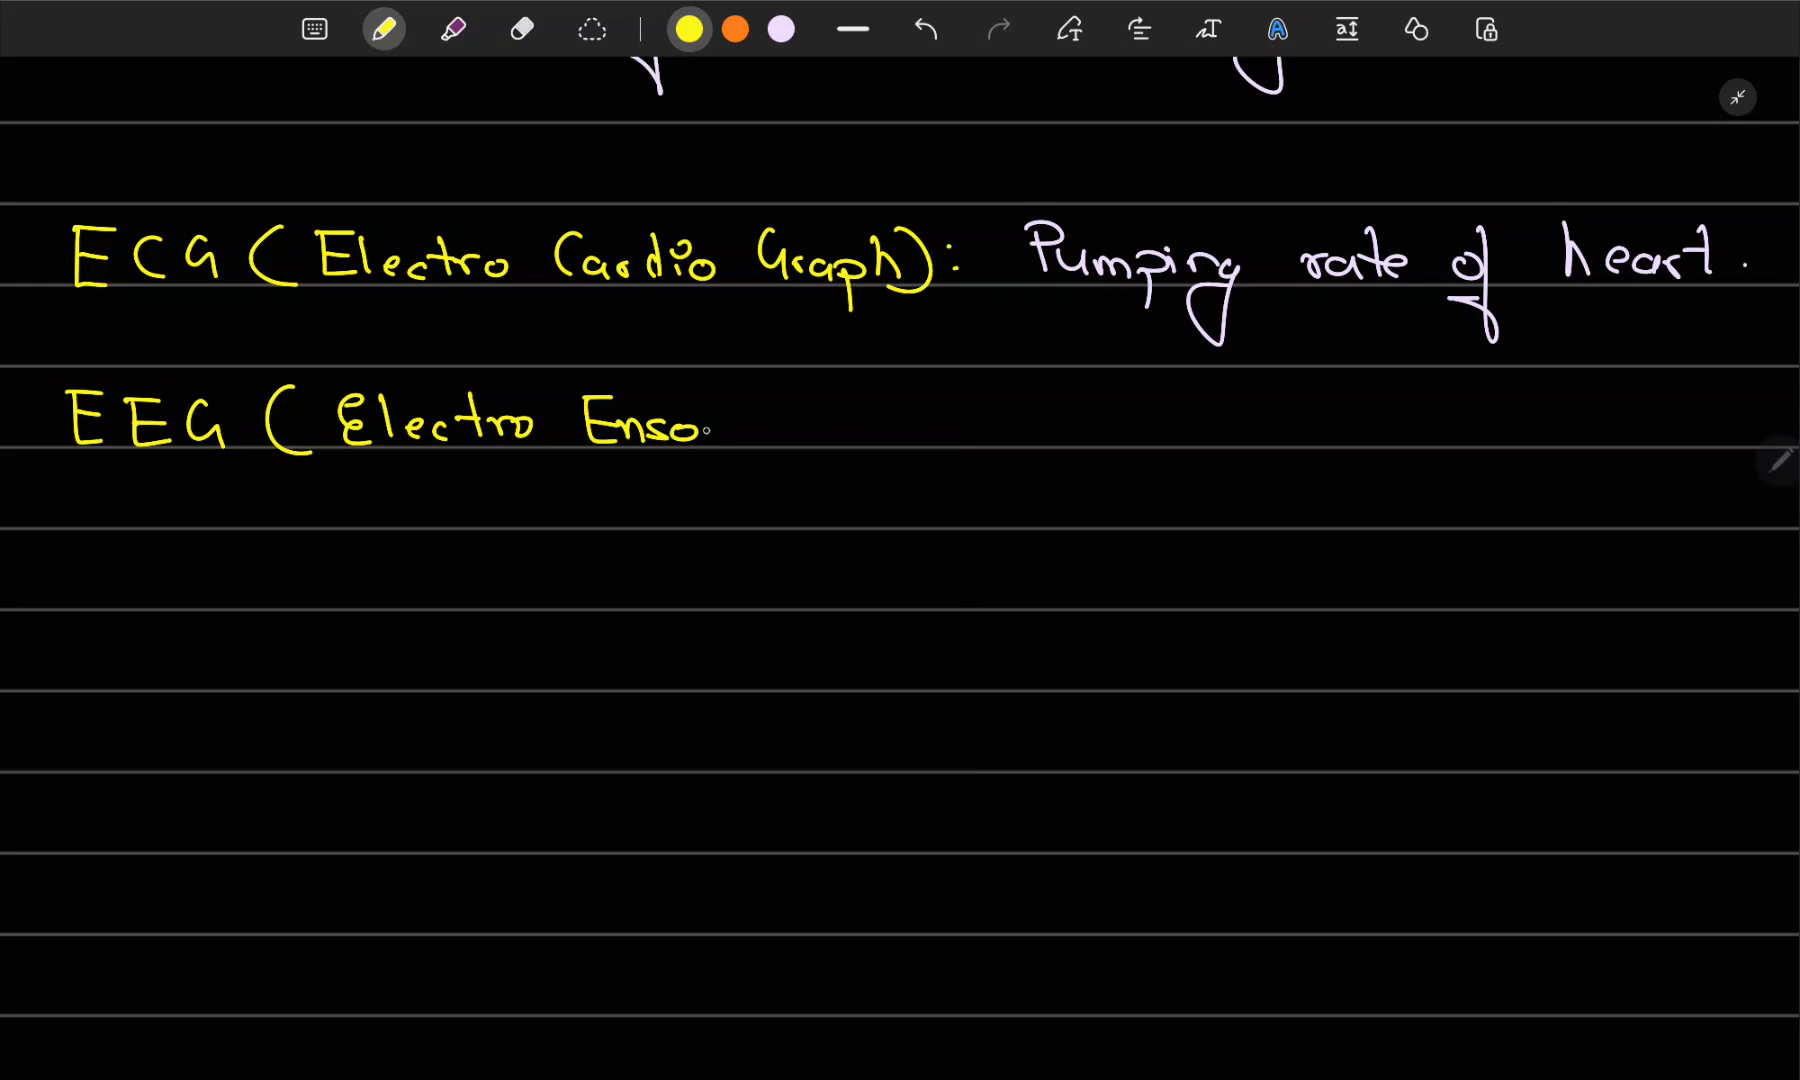 ECG (Electro Cardio Graph): Pumping rate of heart.
EEG (Electro Enso